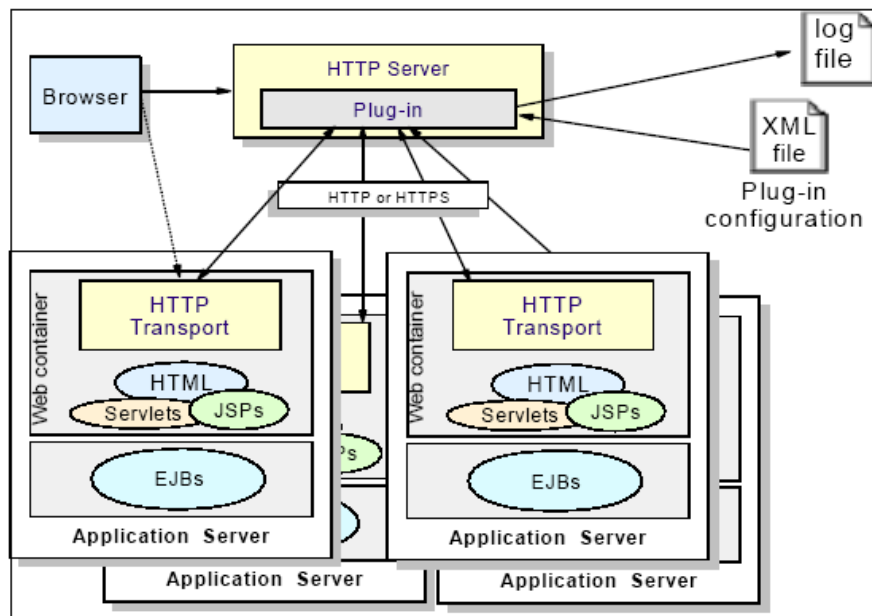 log
file
HTTP Server
Browser
Plug-in
XML
file
Plug-in
configuration
HTTP or HTTPS
Web container
HTTP
Transport
HTML
Servlets
JSPs
EJBs
Application Server
Application Server
Web container
HTTP
Transport
HTML
Servlets
JSPs
EJBs
Application Server
Application Server